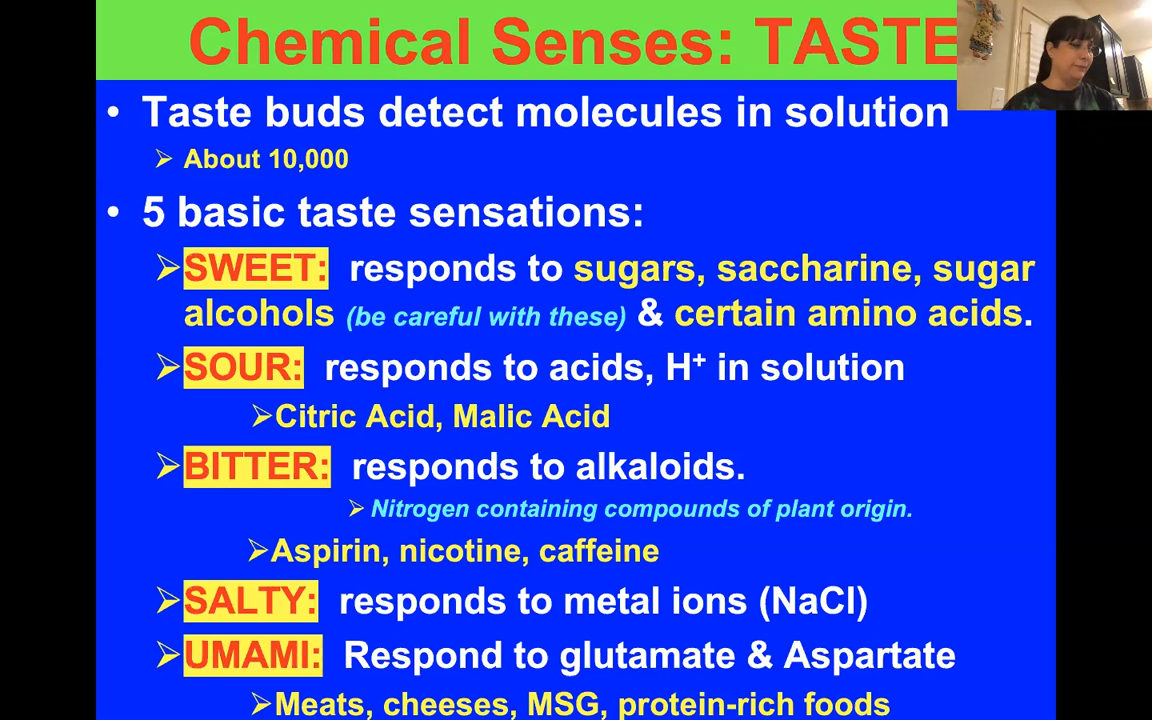 Chemical Senses: TASTE
• Taste buds detect molecules in solution
➢ About 10,000
• 5 basic taste sensations:
➢SWEET: responds to sugars, saccharine, sugar
alcohols (be careful with these) & certain amino acids.
➢SOUR: responds to acids, H⁺ in solution
➢Citric Acid, Malic Acid
➢BITTER: responds to alkaloids.
➢ Nitrogen containing compounds of plant origin.
➢Aspirin, nicotine, caffeine
➢SALTY: responds to metal ions (NaCl)
➢UMAMI: Respond to glutamate & Aspartate
➢Meats, cheeses, MSG, protein-rich foods